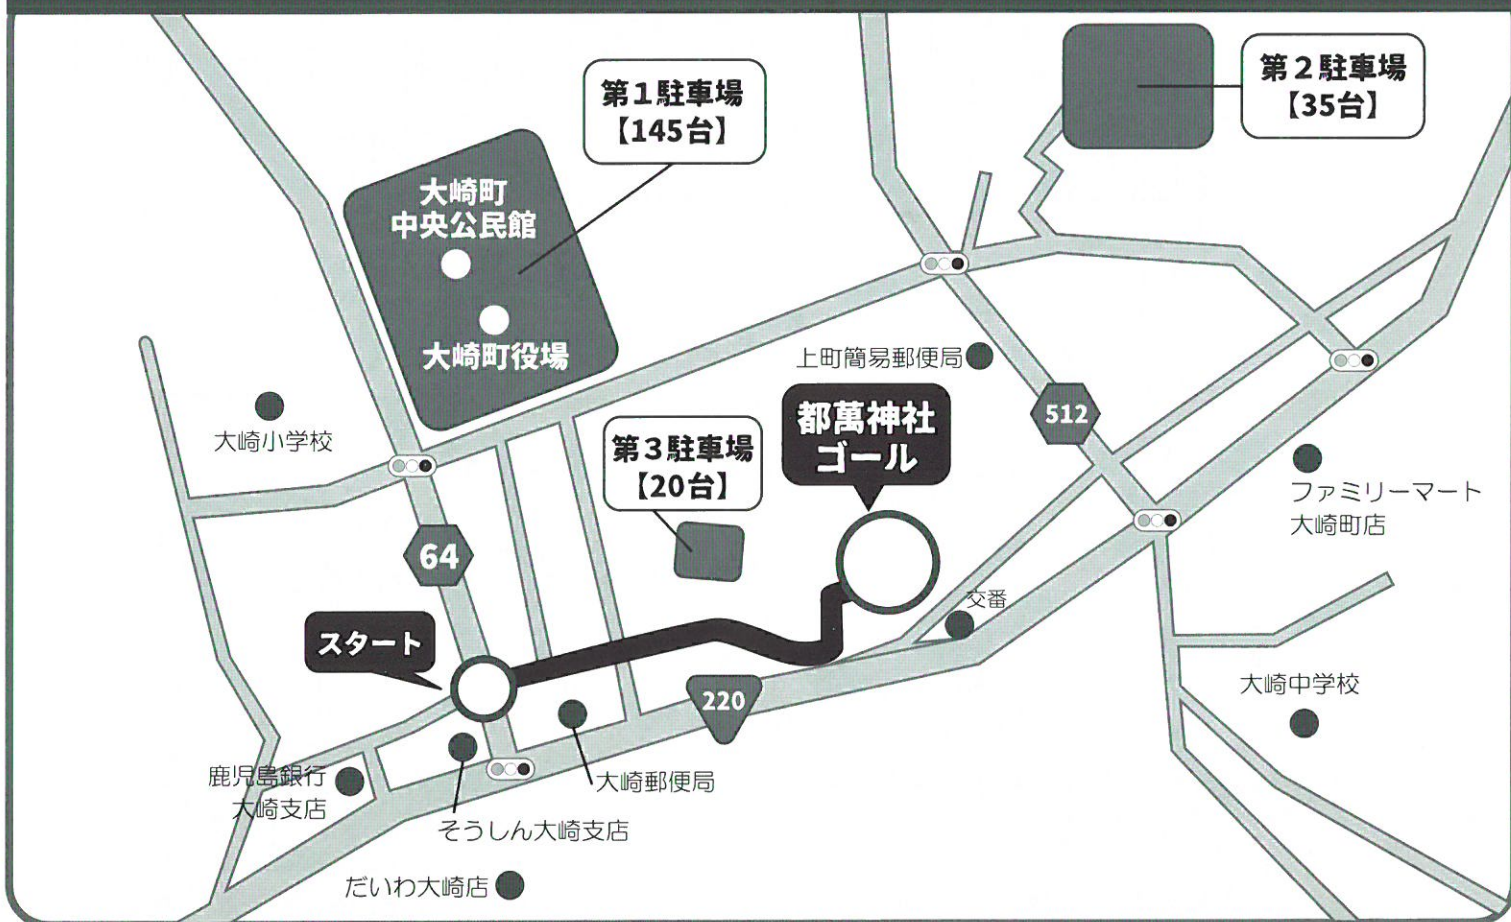 第1駐車場
【145台】
第2駐車場
【35台】
大崎町
中央公民館
大崎町役場
上町簡易郵便局
大崎小学校
都萬神社
ゴール
512
第3駐車場
【20台】
ファミリーマート
大崎町店
64
交番
スタート
220
大崎中学校
鹿児島銀行
大崎支店
大崎郵便局
そうしん大崎支店
だいわ大崎店